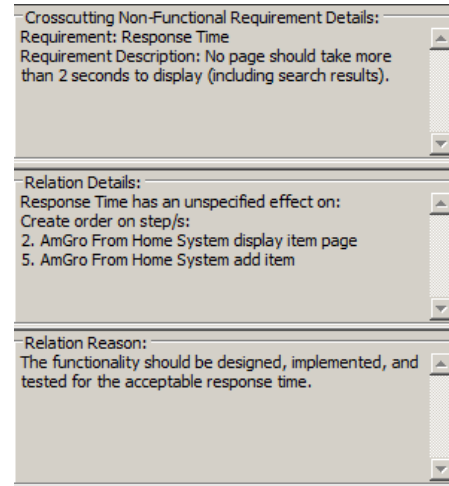 Crosscutting Non-Functional Requirement Details:
Requirement: Response Time
Requirement Description: No page should take more
than 2 seconds to display (including search results).
Relation Details:
Response Time has an unspecified effect on:
Create order on step/s:
2. AmGro From Home System display item page
5. AmGro From Home System add item
Relation Reason:
The functionality should be designed, implemented, and
tested for the acceptable response time.